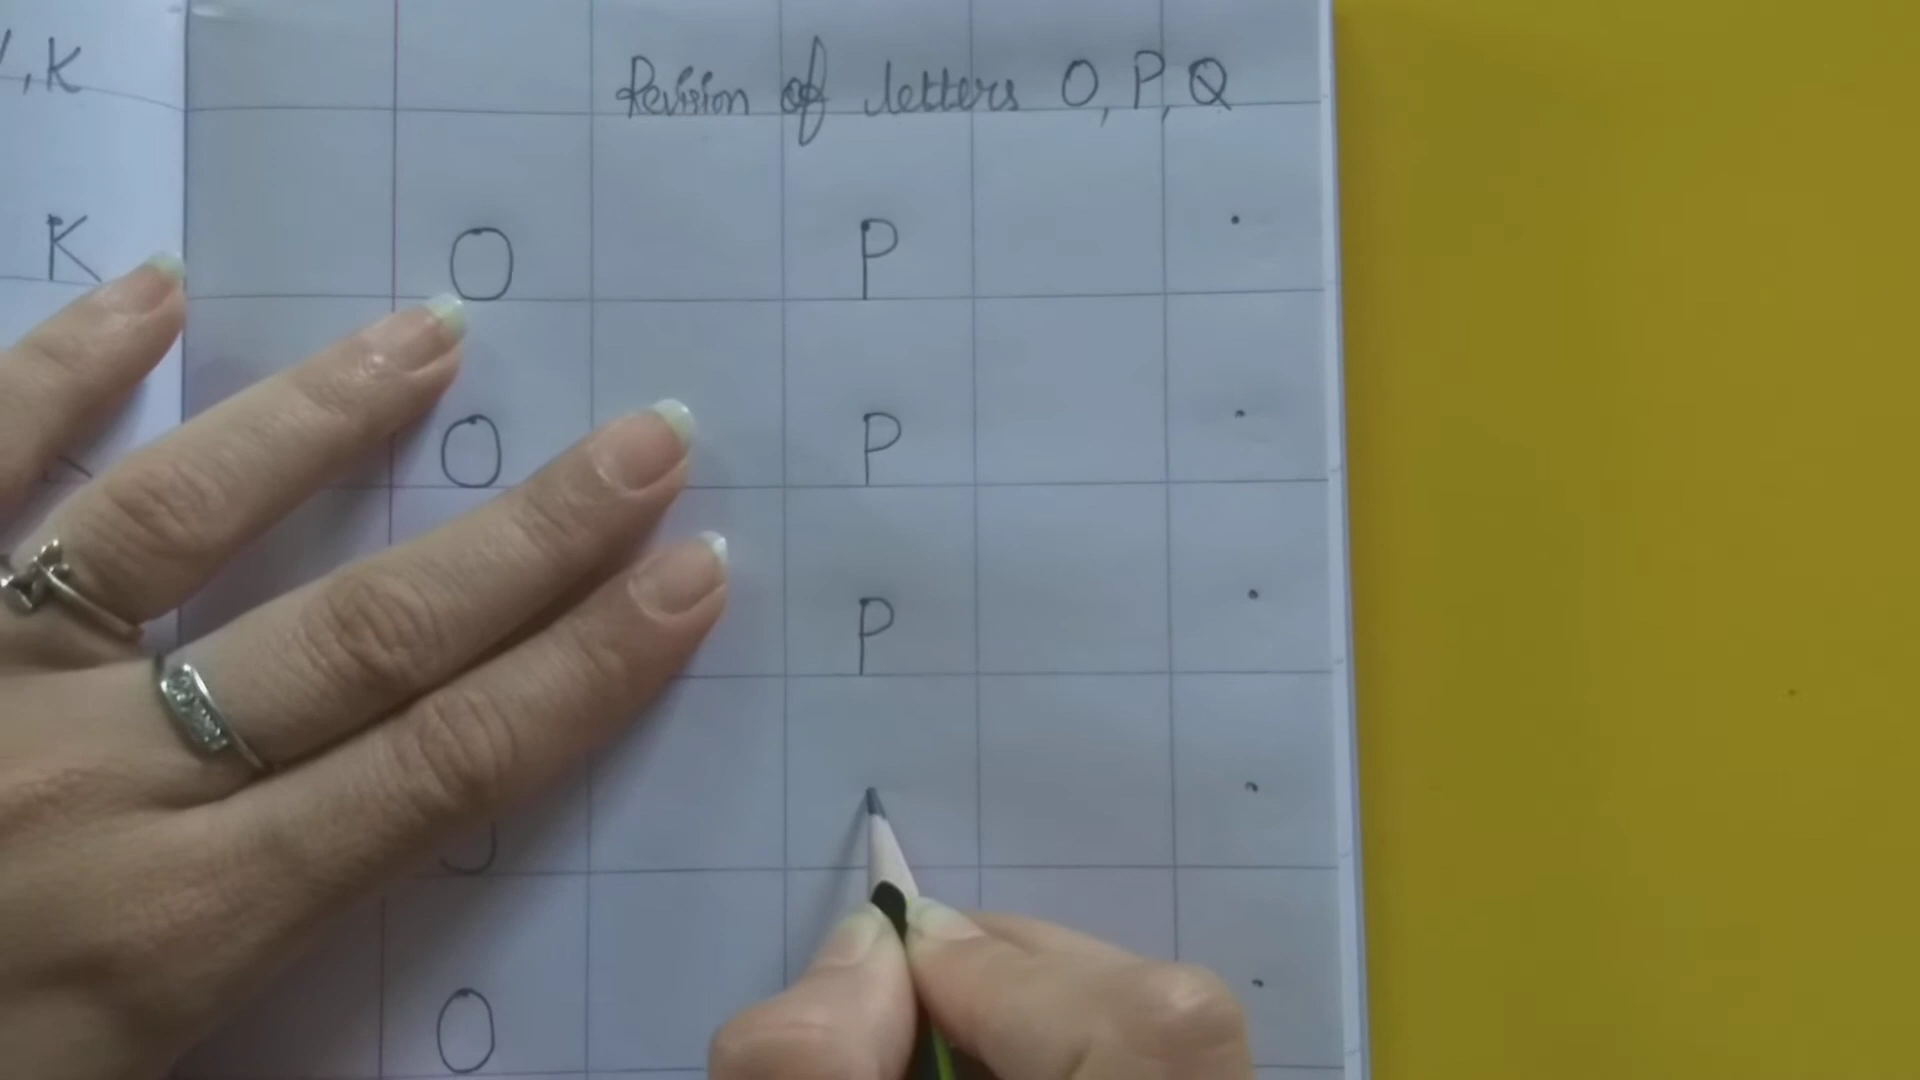 , K
Revision of letters O, P, Q
K
O P
O P
P
O